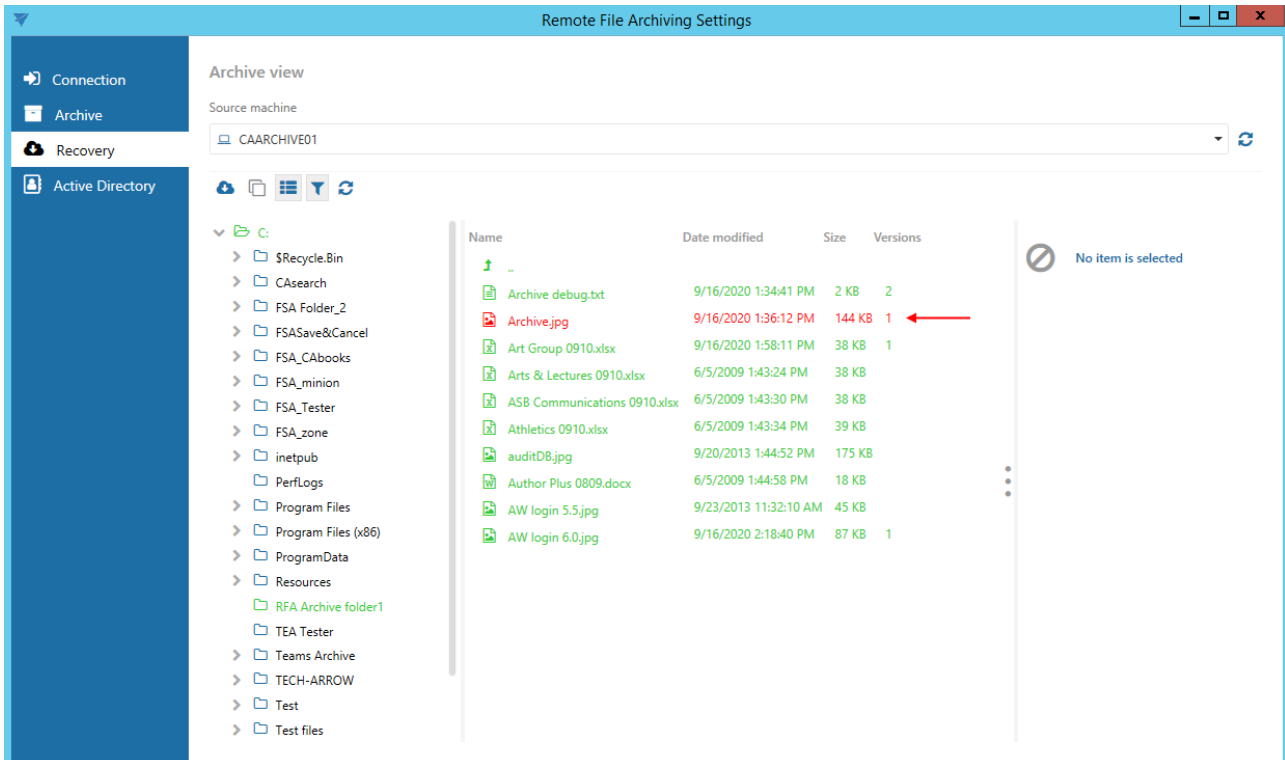 Remote File Archiving Settings
Connection
Archive
Recovery
Active Directory
Archive view
Source machine
CAARCHIVE01
C:
$Recycle.Bin
CAsearch
FSA Folder_2
FSASave&Cancel
FSA_CAbooks
FSA_minion
FSA_Tester
FSA_zone
inetpub
PerfLogs
Program Files
Program Files (x86)
ProgramData
Resources
RFA Archive folder1
TEA Tester
Teams Archive
TECH-ARROW
Test
Test files
Name Date modified Size Versions
..
Archive debug.txt 9/16/2020 1:34:41 PM 2 KB 2
Archive.jpg 9/16/2020 1:36:12 PM 144 KB 1
Art Group 0910.xlsx 9/16/2020 1:58:11 PM 38 KB 1
Arts & Lectures 0910.xlsx 6/5/2009 1:43:24 PM 38 KB
ASB Communications 0910.xlsx 6/5/2009 1:43:30 PM 38 KB
Athletics 0910.xlsx 6/5/2009 1:43:34 PM 39 KB
auditDB.jpg 9/20/2013 1:44:52 PM 175 KB
Author Plus 0809.docx 6/5/2009 1:44:58 PM 18 KB
AW login 5.5.jpg 9/23/2013 11:32:10 AM 45 KB
AW login 6.0.jpg 9/16/2020 2:18:40 PM 87 KB 1
No item is selected